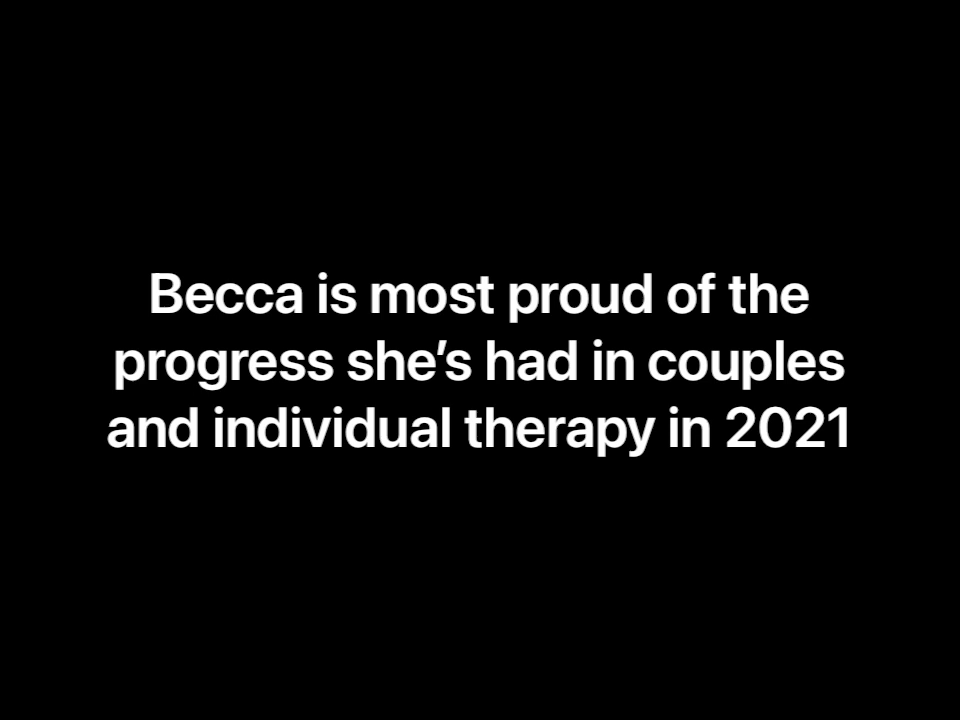 Becca is most proud of the
progress she’s had in couples
and individual therapy in 2021